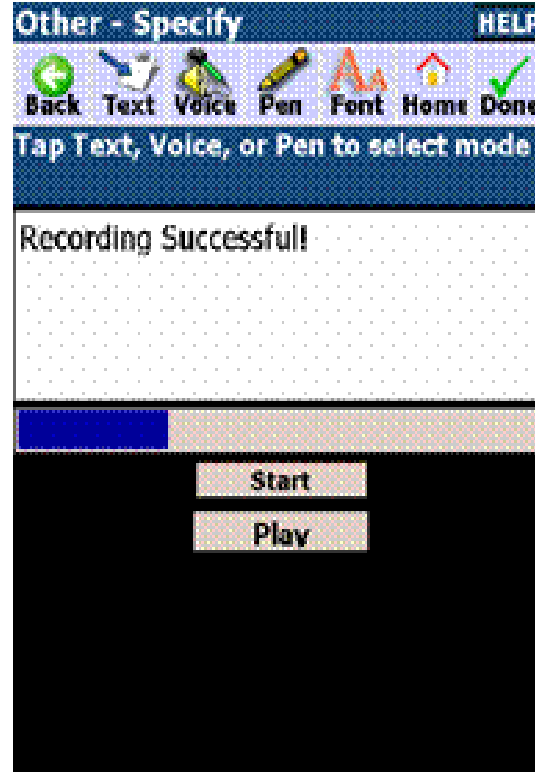 Other - Specify HELP
Back Text Voice Pen Font Home Done
Tap Text, Voice, or Pen to select mode
Recording Successful!
Start
Play